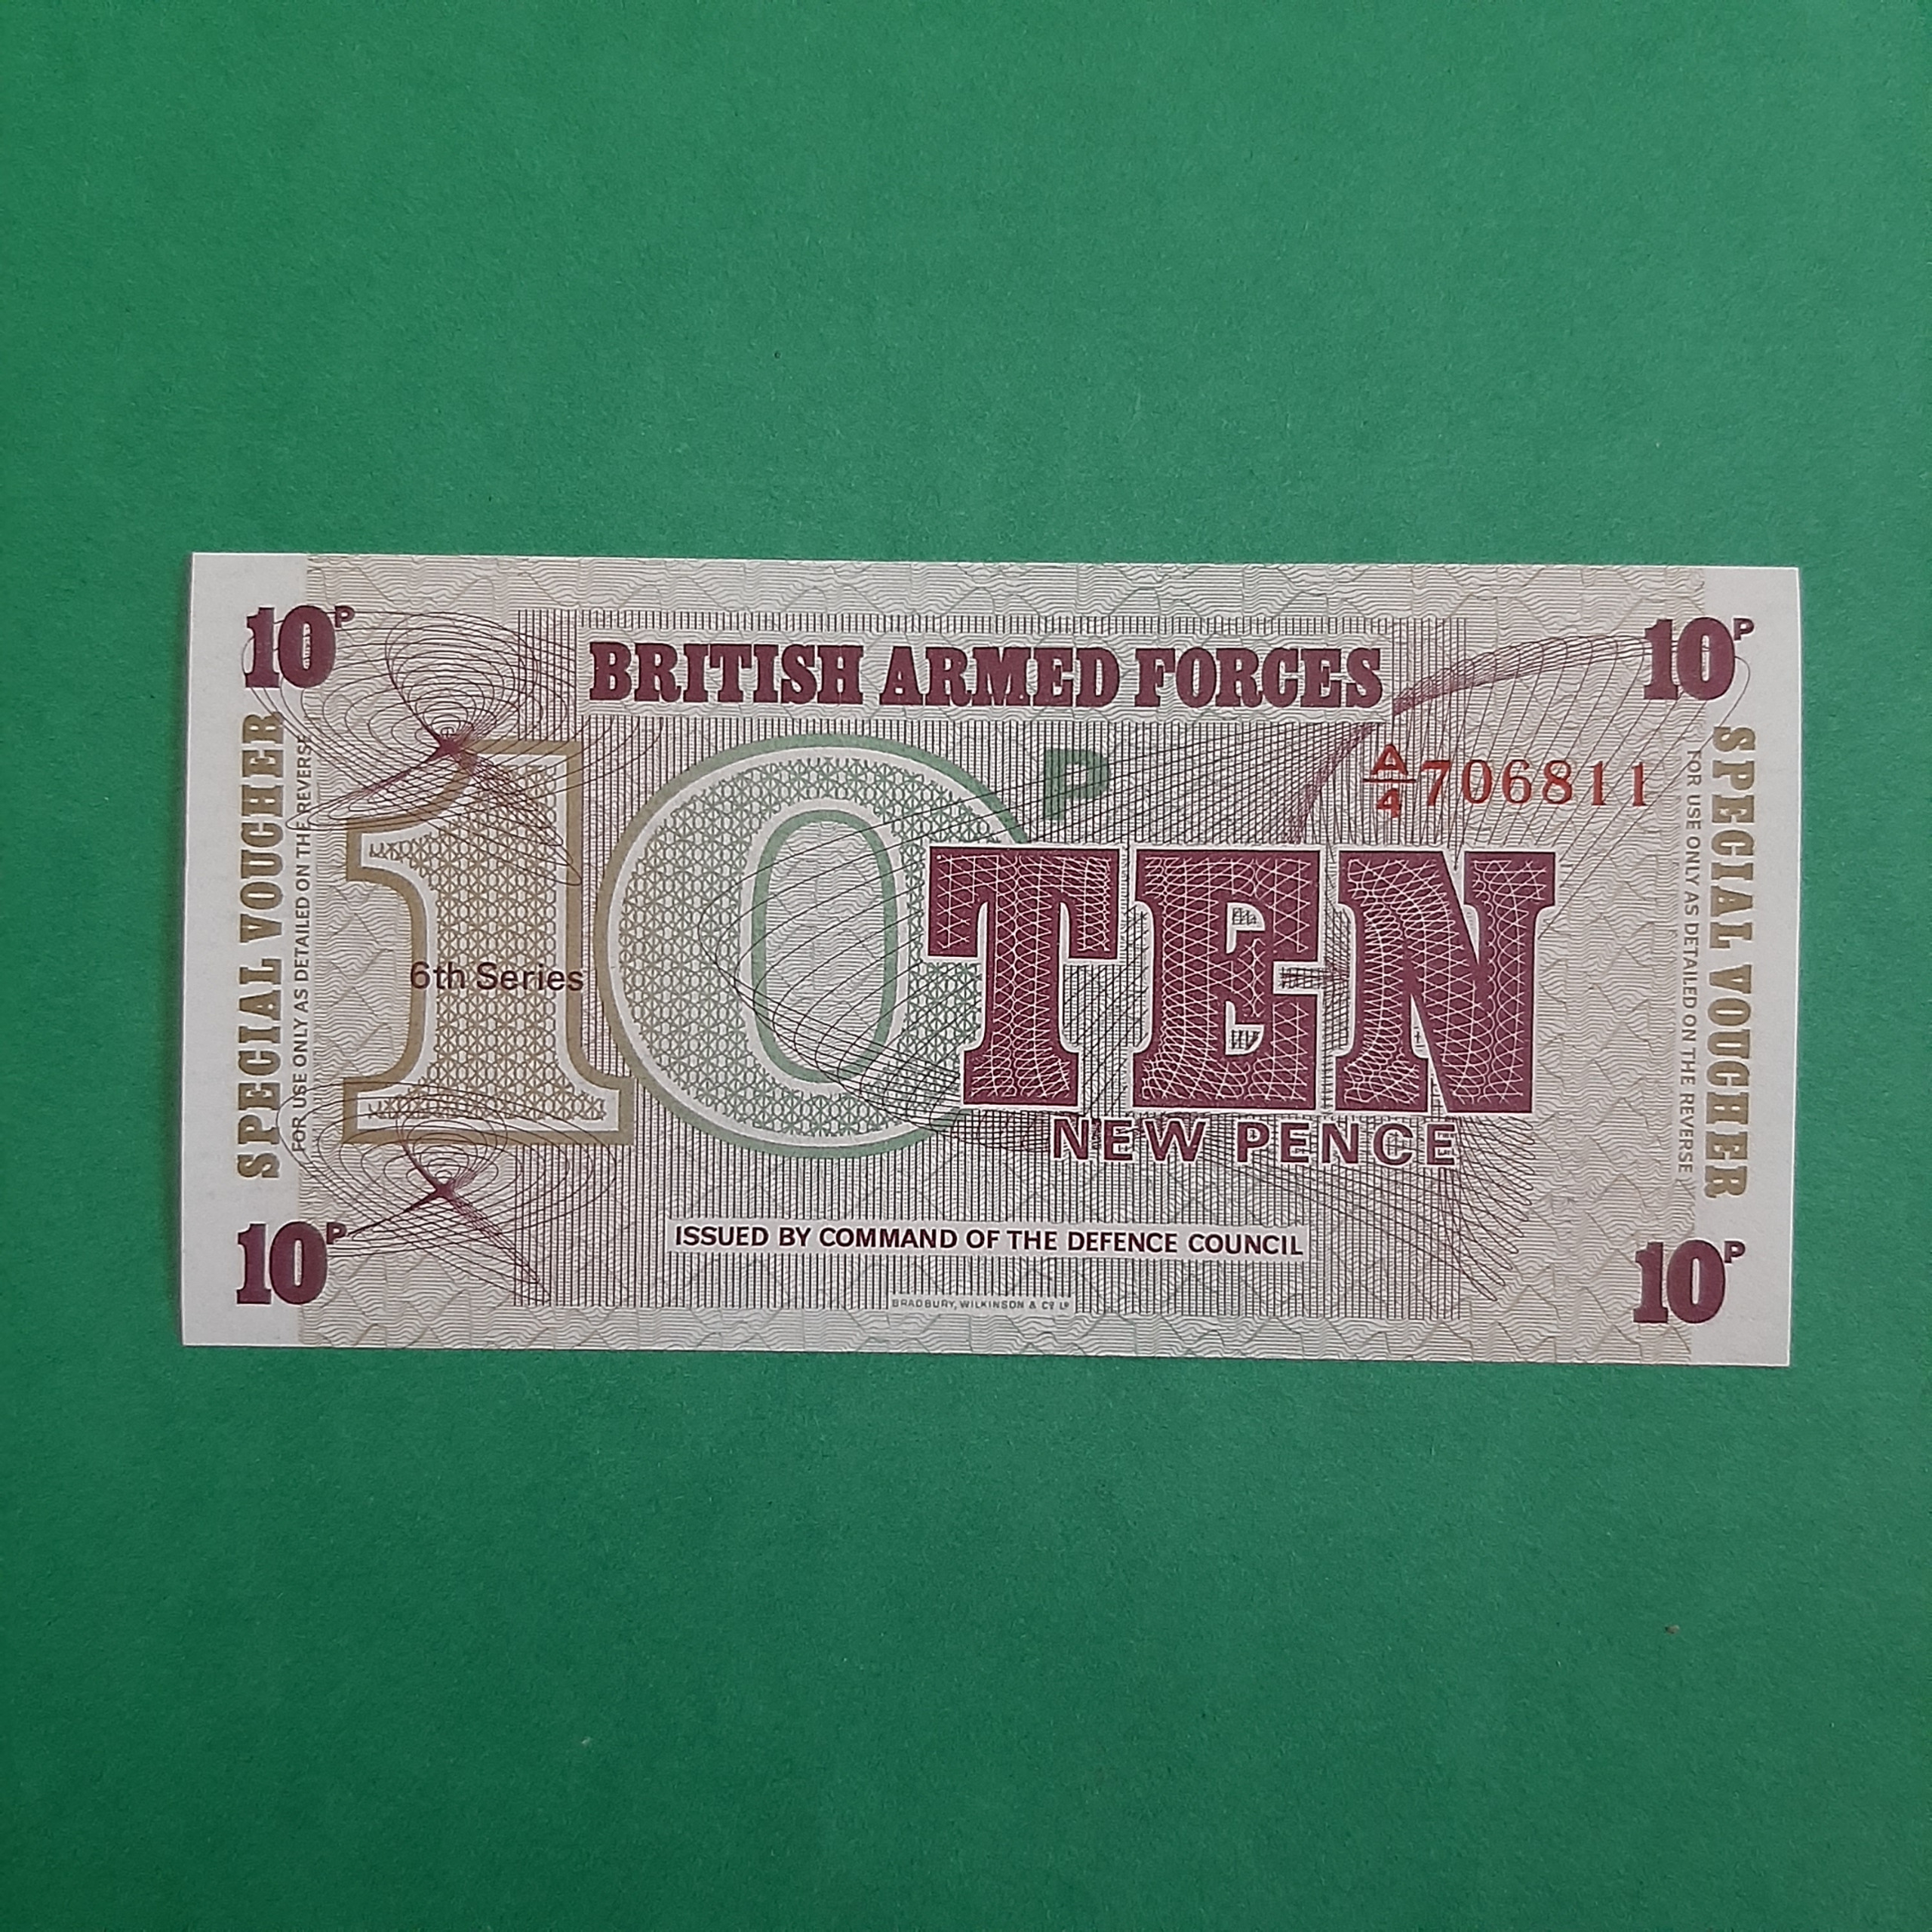 10P
10P
BRITISH ARMED FORCES
SPECIAL VOUCHER
FOR USE ONLY AS DETAILED ON THE REVERSE
10 P
A/4 706811
TEN
6th Series
NEW PENCE
SPECIAL VOUCHER
FOR USE ONLY AS DETAILED ON THE REVERSE
ISSUED BY COMMAND OF THE DEFENCE COUNCIL
10P
10P
BRADBURY, WILKINSON & Cº Lᴰ